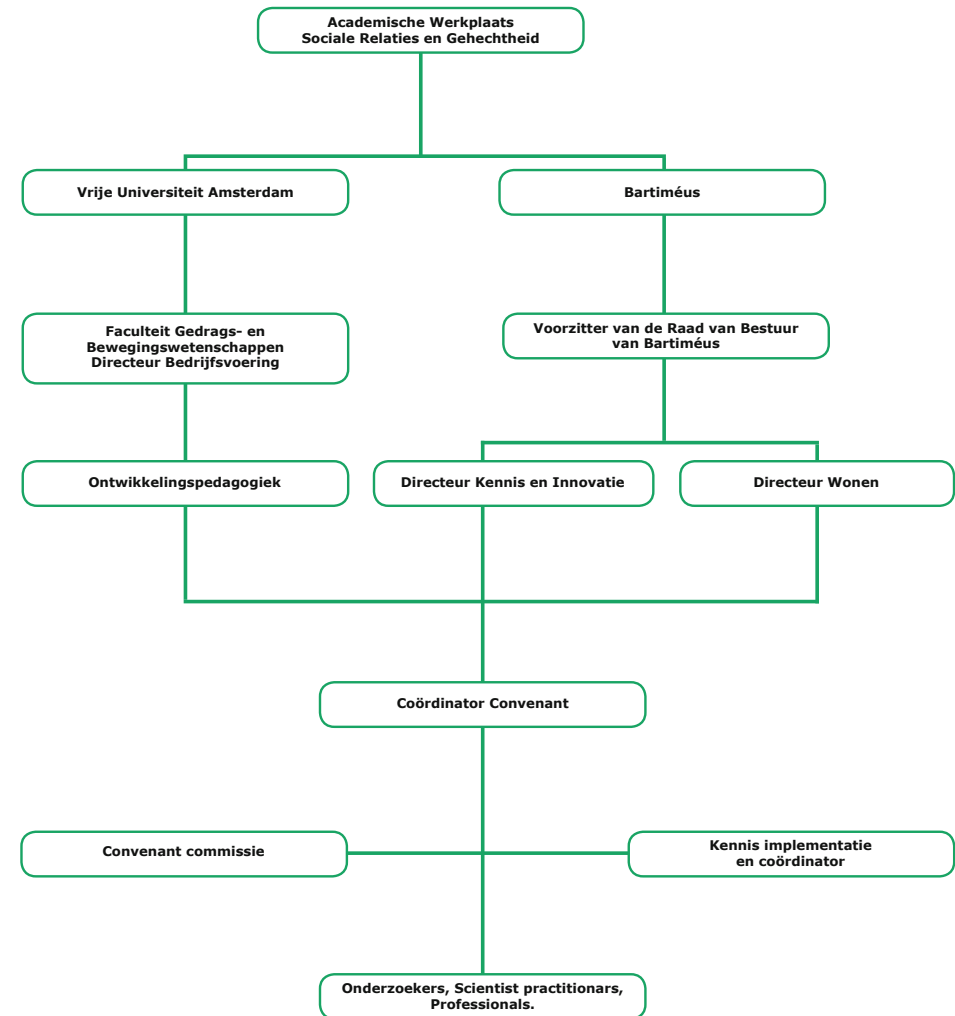 Academische Werkplaats
Sociale Relaties en Gehechtheid
Vrije Universiteit Amsterdam
Bartiméus
Faculteit Gedrags- en
Bewegingswetenschappen
Directeur Bedrijfsvoering
Voorzitter van de Raad van Bestuur
van Bartiméus
Ontwikkelingspedagogiek
Directeur Kennis en Innovatie
Directeur Wonen
Coördinator Convenant
Convenant commissie
Kennis implementatie
en coördinator
Onderzoekers, Scientist practitionars,
Professionals.